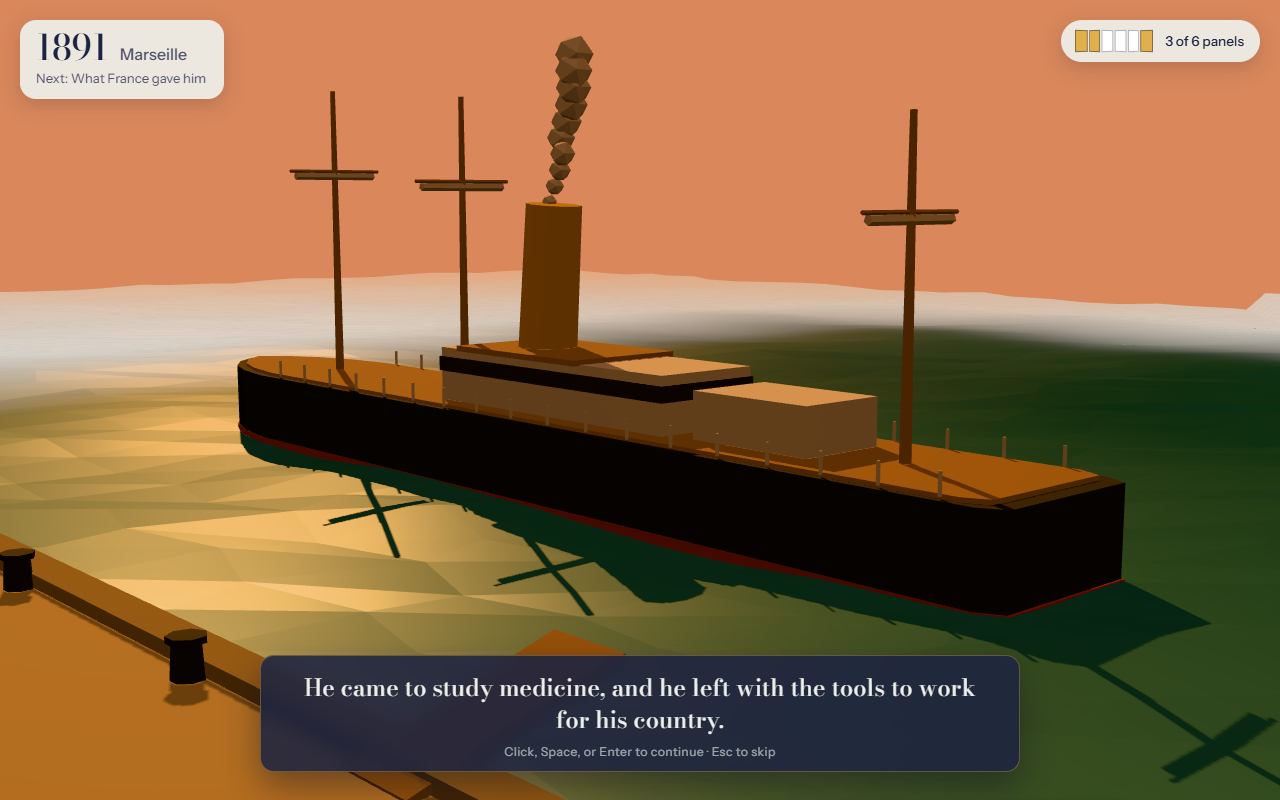 1891 Marseille
Next: What France gave him
3 of 6 panels
He came to study medicine, and he left with the tools to work
for his country.
Click, Space, or Enter to continue · Esc to skip